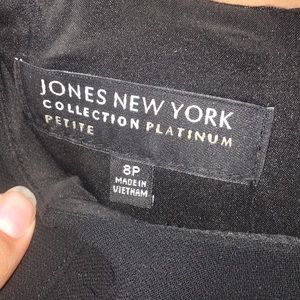 JONES NEW YORK
COLLECTION PLATINUM
PETITE
8P
MADE IN
VIETNAM